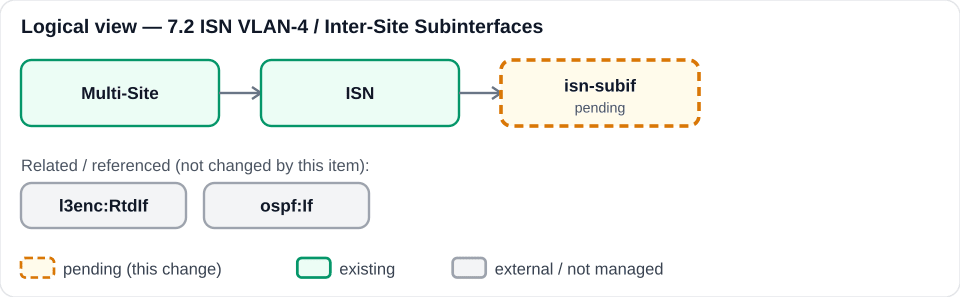 Logical view — 7.2 ISN VLAN-4 / Inter-Site Subinterfaces
Multi-Site
ISN
isn-subif
pending
Related / referenced (not changed by this item):
l3enc:RtdIf
ospf:If
pending (this change)
existing
external / not managed